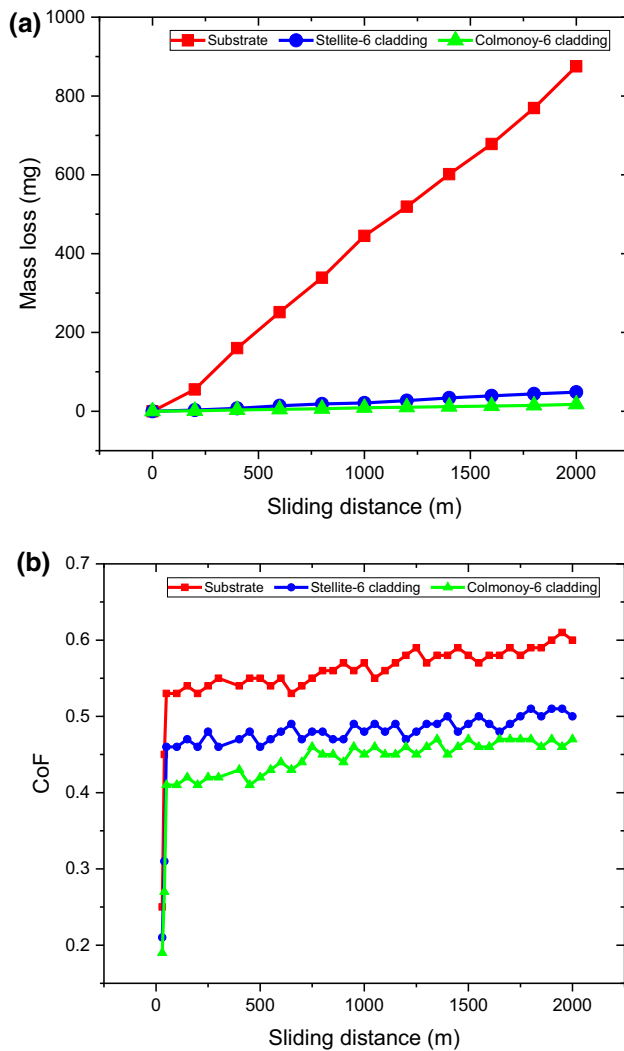 (a)
1000
Substrate Stellite-6 cladding Colmonoy-6 cladding
800
600
400
200
0
Mass loss (mg)
0 500 1000 1500 2000
Sliding distance (m)
(b)
0.7
Substrate Stellite-6 cladding Colmonoy-6 cladding
0.6
0.5
0.4
0.3
0.2
CoF
0 500 1000 1500 2000
Sliding distance (m)